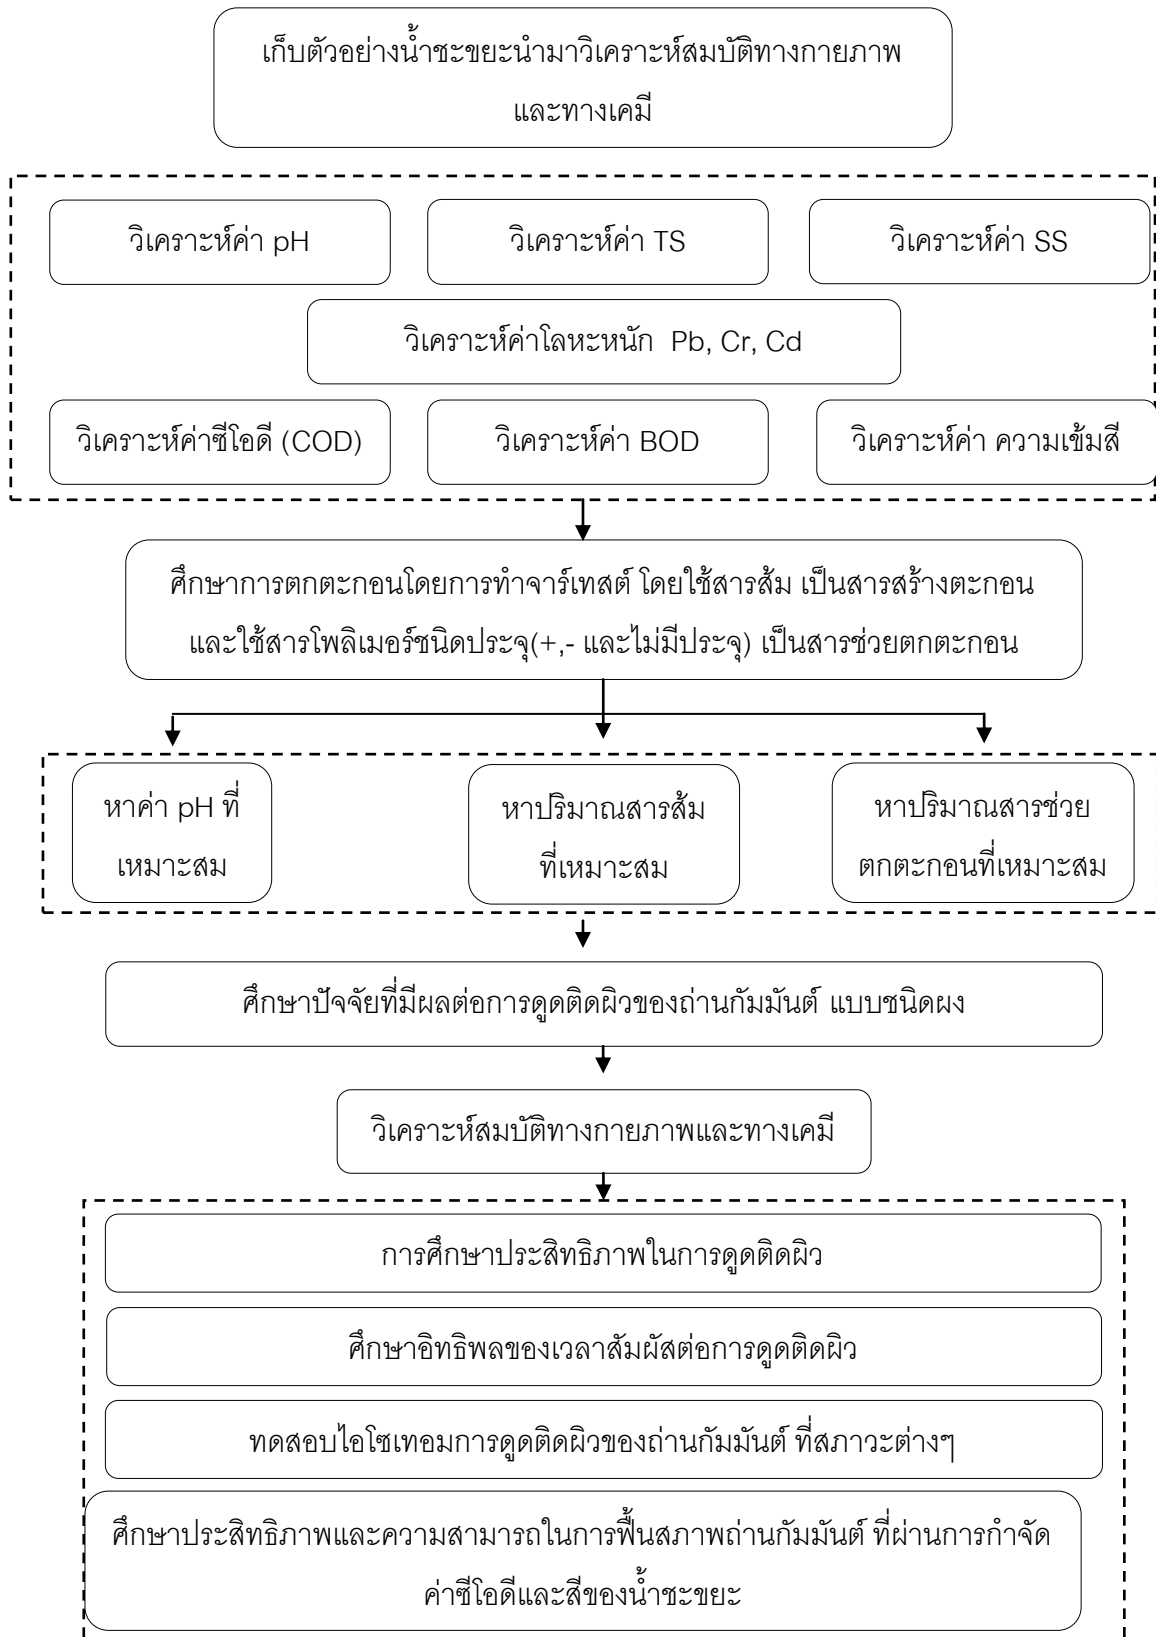 เก็บตัวอย่างน้ำชะขยะนำมาวิเคราะห์สมบัติทางกายภาพ
และทางเคมี
วิเคราะห์ค่า pH
วิเคราะห์ค่า TS
วิเคราะห์ค่า SS
วิเคราะห์ค่าโลหะหนัก Pb, Cr, Cd
วิเคราะห์ค่าซีโอดี (COD)
วิเคราะห์ค่า BOD
วิเคราะห์ค่า ความเข้มสี
ศึกษาการตกตะกอนโดยการทำจาร์เทสต์ โดยใช้สารส้ม เป็นสารสร้างตะกอน
และใช้สารโพลิเมอร์ชนิดประจุ(+,- และไม่มีประจุ) เป็นสารช่วยตกตะกอน
หาค่า pH ที่
เหมาะสม
หาปริมาณสารส้ม
ที่เหมาะสม
หาปริมาณสารช่วย
ตกตะกอนที่เหมาะสม
ศึกษาปัจจัยที่มีผลต่อการดูดติดผิวของถ่านกัมมันต์ แบบชนิดผง
วิเคราะห์สมบัติทางกายภาพและทางเคมี
การศึกษาประสิทธิภาพในการดูดติดผิว
ศึกษาอิทธิพลของเวลาสัมผัสต่อการดูดติดผิว
ทดสอบไอโซเทอมการดูดติดผิวของถ่านกัมมันต์ ที่สภาวะต่างๆ
ศึกษาประสิทธิภาพและความสามารถในการฟื้นสภาพถ่านกัมมันต์ ที่ผ่านการกำจัด
ค่าซีโอดีและสีของน้ำชะขยะ